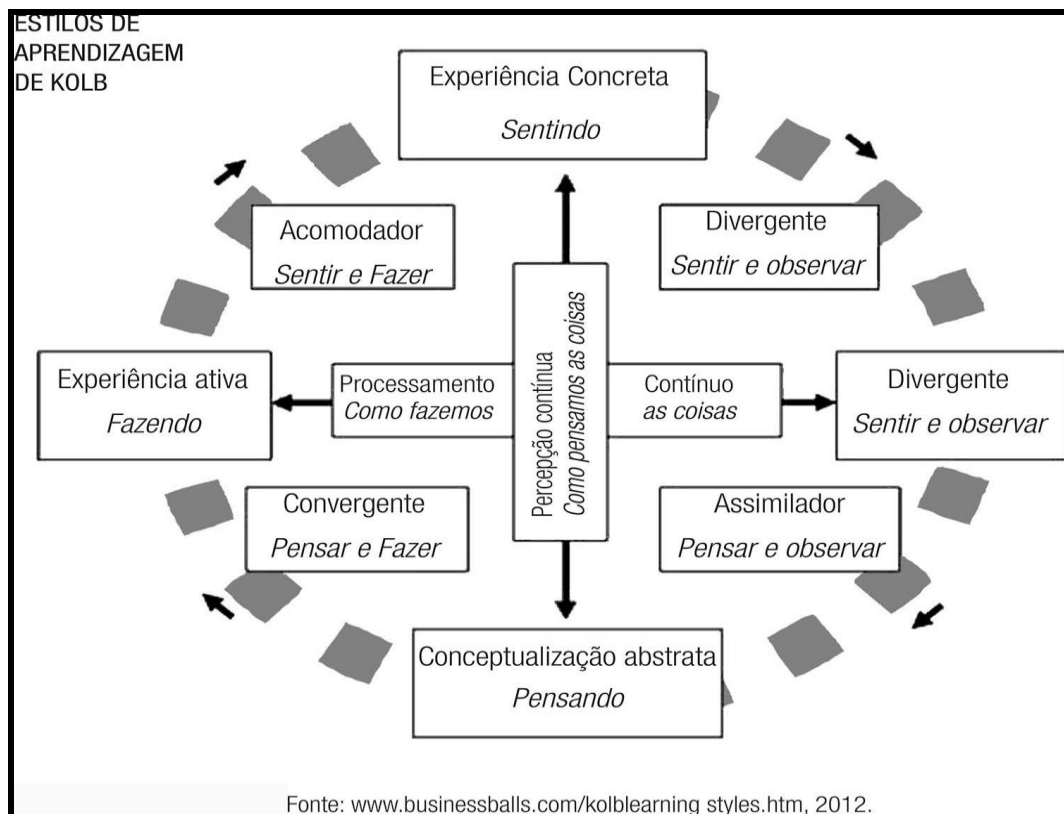 ESTILOS DE
APRENDIZAGEM
DE KOLB
Experiência Concreta
Sentindo
Acomodador
Sentir e Fazer
Divergente
Sentir e observar
Experiência ativa
Fazendo
Processamento
Como fazemos
Percepção contínua
Como pensamos as coisas
Contínuo
as coisas
Divergente
Sentir e observar
Convergente
Pensar e Fazer
Assimilador
Pensar e observar
Conceptualização abstrata
Pensando
Fonte: www.businessballs.com/kolblearning styles.htm, 2012.